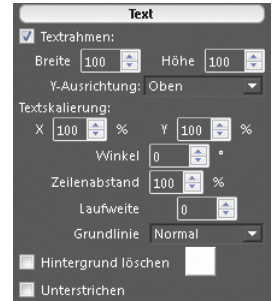 Text
Textrahmen:
Breite 100 Höhe 100
Y-Ausrichtung: Oben
Textskalierung:
X 100 % Y 100 %
Winkel 0 °
Zeilenabstand 100 %
Laufweite 0
Grundlinie Normal
Hintergrund löschen
Unterstrichen